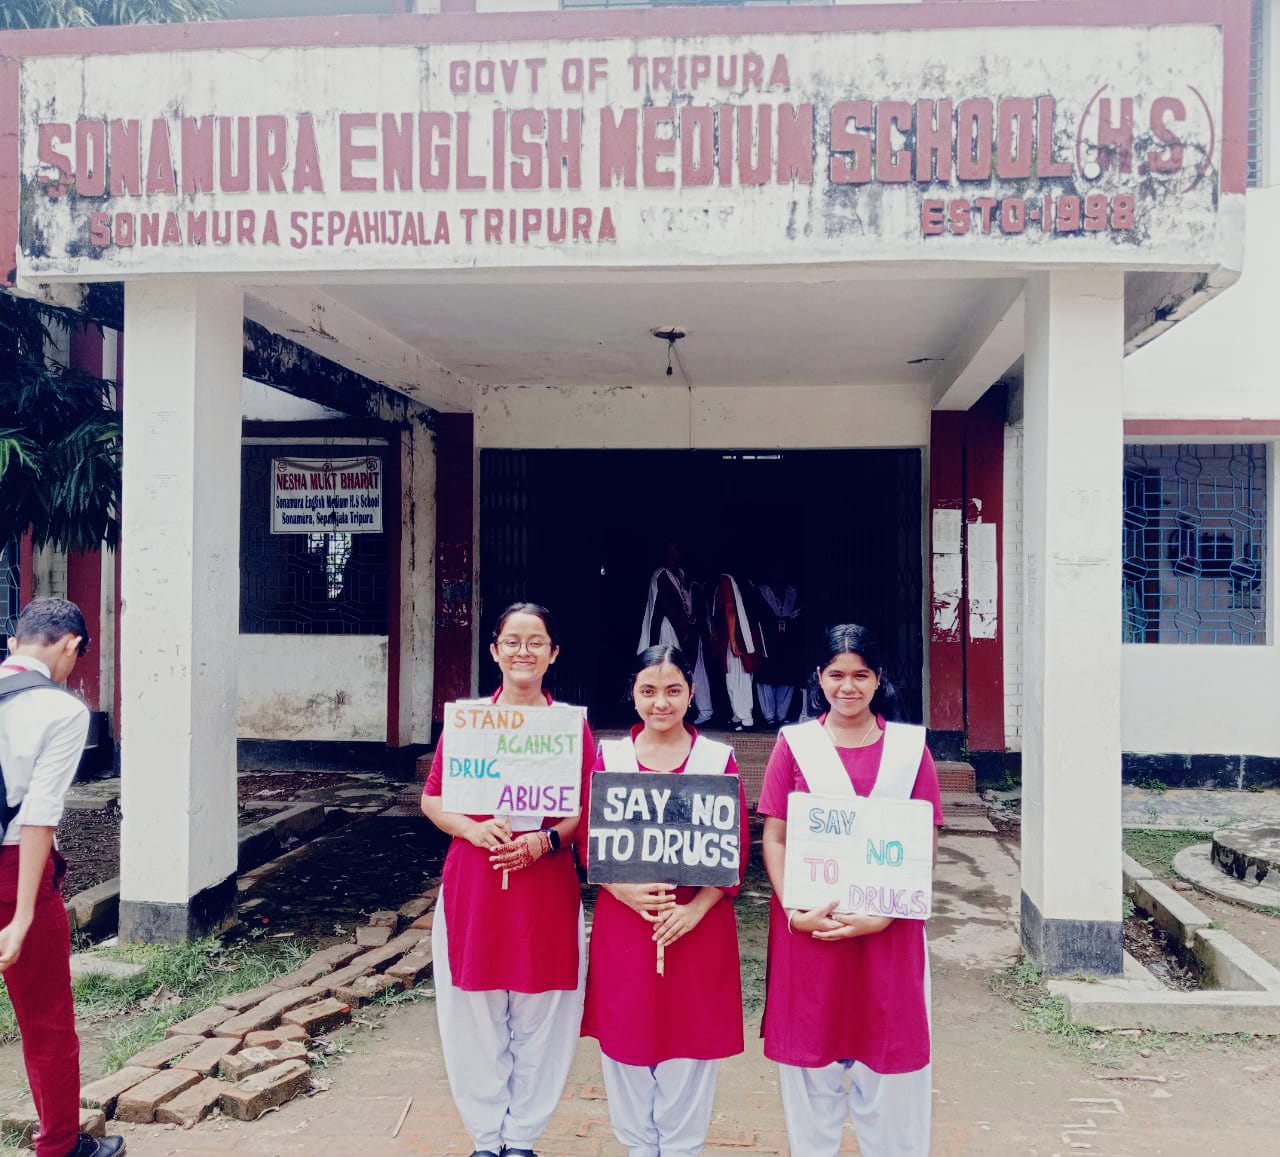 GOVT OF TRIPURA
SONAMURA ENGLISH MEDIUM SCHOOL (H.S)
SONAMURA SEPAHIJALA TRIPURA
ESTD-1998
NESHA MUKT BHARAT
Sonamura English Medium H.S School
Sonamura, Sepahijala Tripura
STAND
AGAINST
DRUG
ABUSE
SAY NO
TO DRUGS
SAY
NO
TO
DRUGS